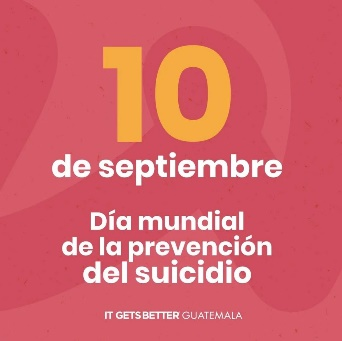 10
de septiembre
Día mundial
de la prevención
del suicidio
IT GETS BETTER GUATEMALA